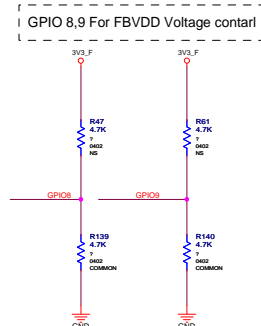 GPIO 8,9 For FBVDD Voltage contarl
3V3_F
3V3_F
R47
4.7K
?
0402
NS
R61
4.7K
?
0402
NS
GPIO8
GPIO9
R139
4.7K
?
0402
COMMON
R140
4.7K
?
0402
COMMON
GND
GND